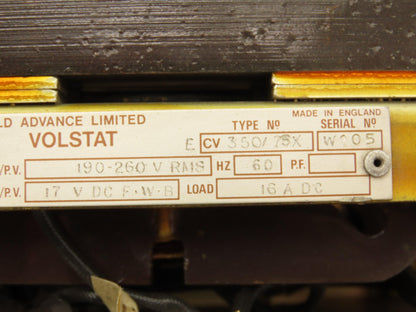 LD ADVANCE LIMITED MADE IN ENGLAND
VOLSTAT TYPE Nº SERIAL Nº
E CV 350/75X W205
/P.V. 190-260 V RMS HZ 60 P.F.
/P.V. 17 V DC F·W·B LOAD 16 A DC